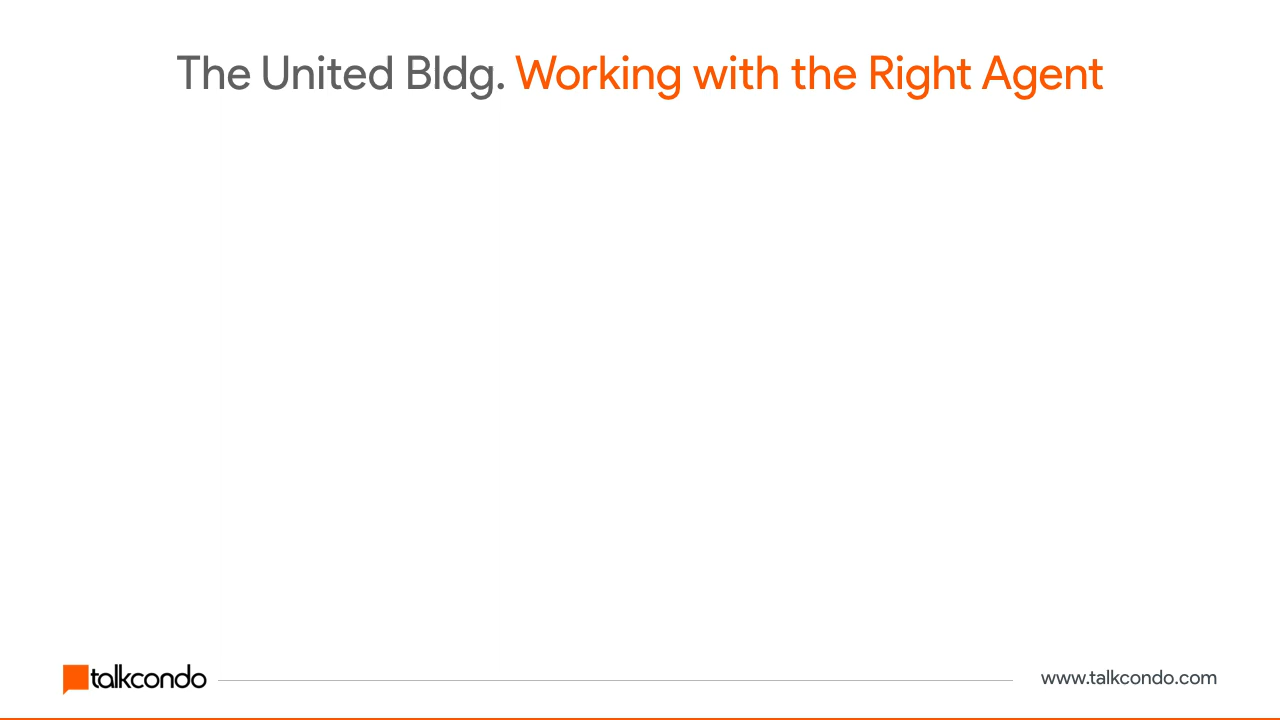 The United Bldg. Working with the Right Agent
talkcondo
www.talkcondo.com